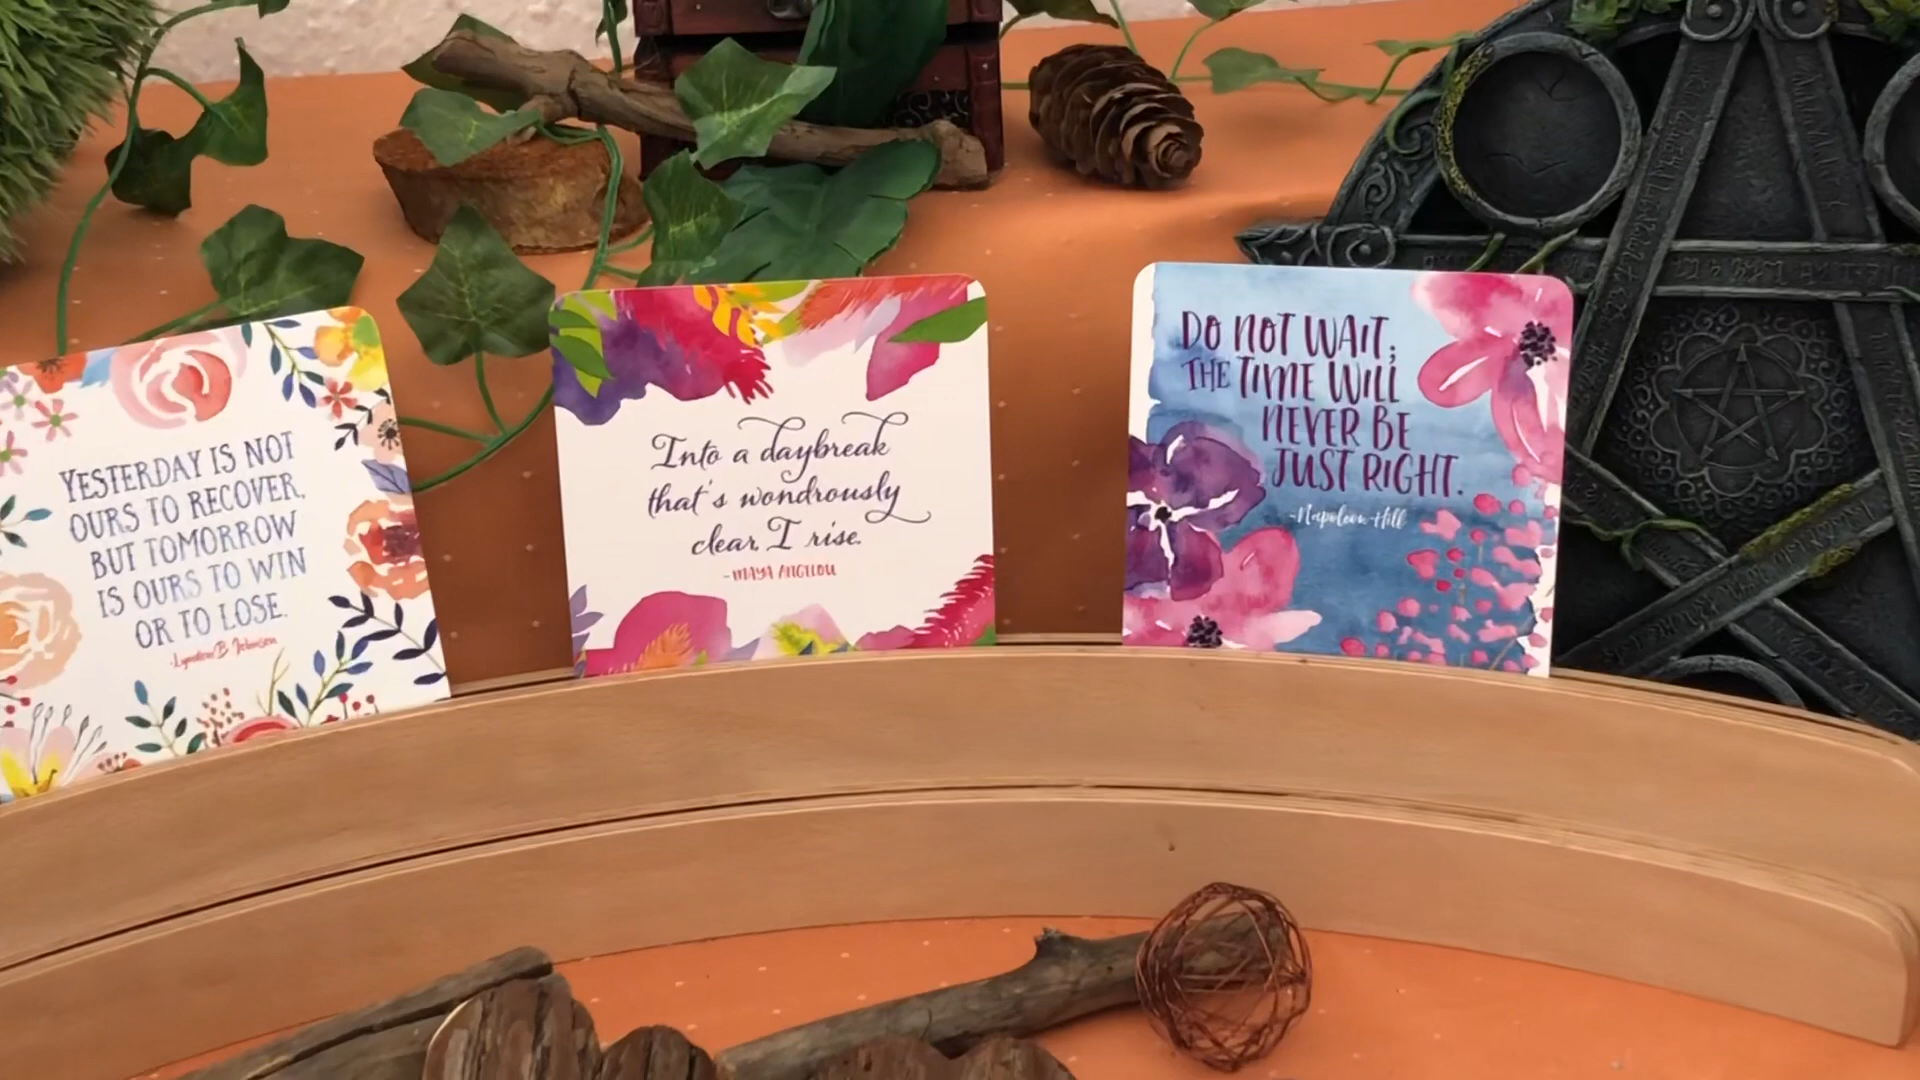 YESTERDAY IS NOT
OURS TO RECOVER,
BUT TOMORROW
IS OURS TO WIN
OR TO LOSE.
-Lyndon B. Johnson
Into a daybreak
that's wondrously
clear, I rise.
-MAYA ANGELOU
DO NOT WAIT;
THE TIME WILL
NEVER BE
JUST RIGHT.
-Napoleon Hill